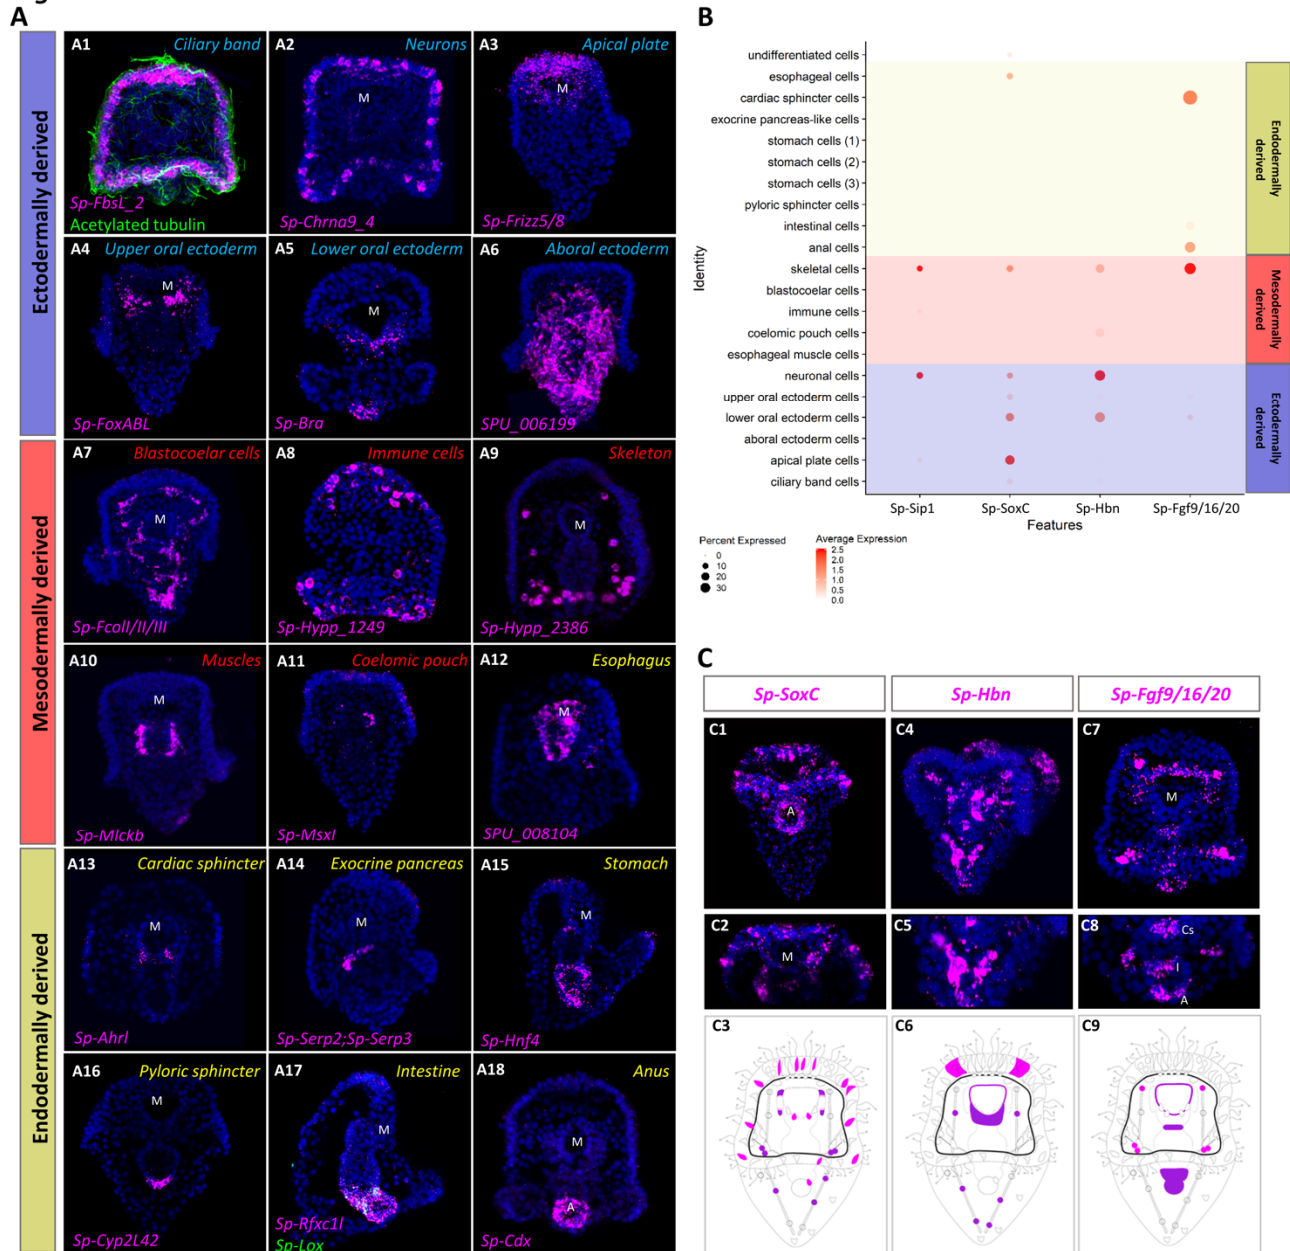 A
Ectodermally derived
A1 Ciliary band
Sp-FbsL_2
Acetylated tubulin
A2 Neurons
M
Sp-Chrna9_4
A3 Apical plate
M
Sp-Frizz5/8
A4 Upper oral ectoderm
M
Sp-FoxABL
A5 Lower oral ectoderm
M
Sp-Bra
A6 Aboral ectoderm
SPU_006199
Mesodermally derived
A7 Blastocoelar cells
M
Sp-FcolI/II/III
A8 Immune cells
Sp-Hypp_1249
A9 Skeleton
M
Sp-Hypp_2386
A10 Muscles
M
Sp-Mlckb
A11 Coelomic pouch
Sp-MsxI
A12 Esophagus
M
SPU_008104
Endodermally derived
A13 Cardiac sphincter
M
Sp-Ahrl
A14 Exocrine pancreas
M
Sp-Serp2;Sp-Serp3
A15 Stomach
M
Sp-Hnf4
A16 Pyloric sphincter
M
Sp-Cyp2L42
A17 Intestine
M
Sp-Rfxc1l
Sp-Lox
A18 Anus
M
A
Sp-Cdx
B
Identity
undifferentiated cells
esophageal cells
cardiac sphincter cells
exocrine pancreas-like cells
stomach cells (1)
stomach cells (2)
stomach cells (3)
pyloric sphincter cells
intestinal cells
anal cells
skeletal cells
blastocoelar cells
immune cells
coelomic pouch cells
esophageal muscle cells
neuronal cells
upper oral ectoderm cells
lower oral ectoderm cells
aboral ectoderm cells
apical plate cells
ciliary band cells
Endodermally
derived
Mesodermally
derived
Ectodermally
derived
Sp-Sip1 Sp-SoxC Sp-Hbn Sp-Fgf9/16/20
Features
Percent Expressed
0
10
20
30
Average Expression
2.5
2.0
1.5
1.0
0.5
0.0
C
Sp-SoxC Sp-Hbn Sp-Fgf9/16/20
C1
A
C4
C7
M
C2
M
C5
C8
Cs
I
A
C3
C6
C9